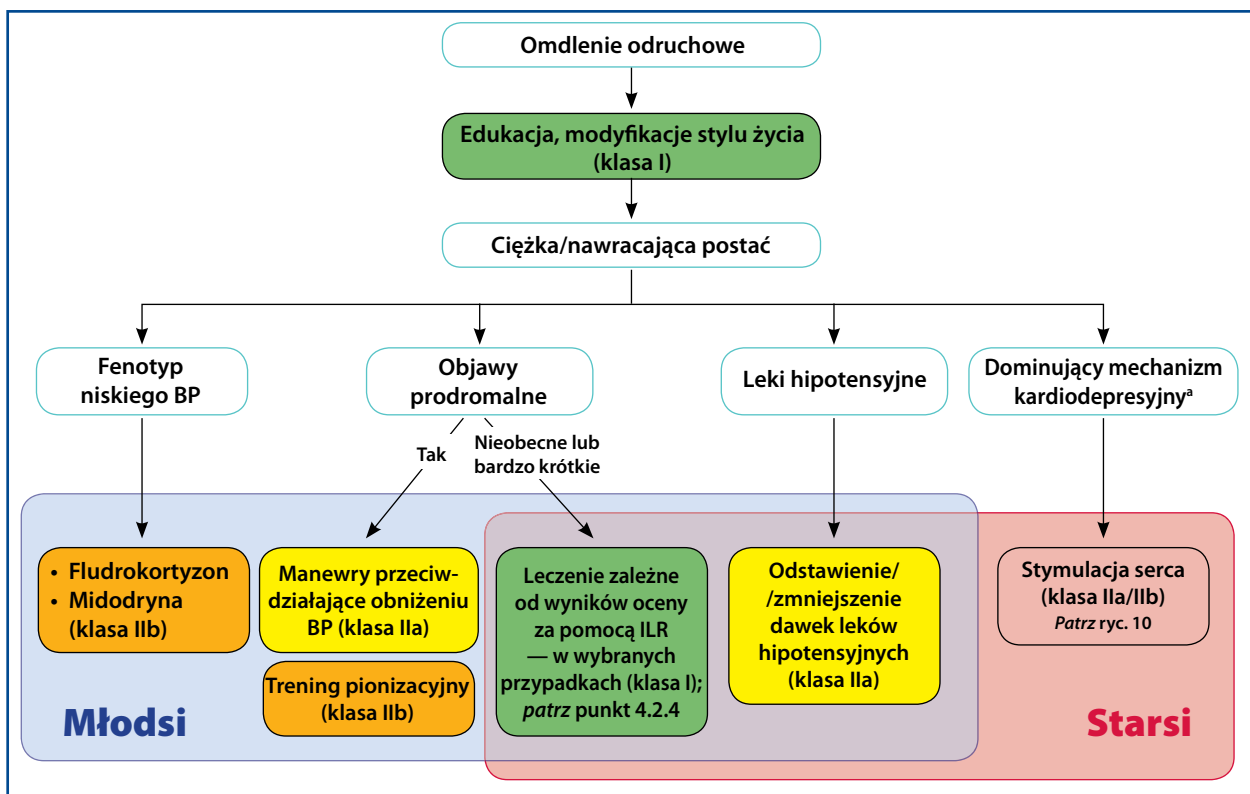 Omdlenie odruchowe
Edukacja, modyfikacje stylu życia
(klasa I)
Ciężka/nawracająca postać
Fenotyp
niskiego BP
Objawy
prodromalne
Leki hipotensyjne
Dominujący mechanizm
kardiodepresyjnyᵃ
Tak
Nieobecne lub
bardzo krótkie
• Fludrokortyzon
• Midodryna
(klasa IIb)
Manewry przeciw-
działające obniżeniu
BP (klasa IIa)
Trening pionizacyjny
(klasa IIb)
Leczenie zależne
od wyników oceny
za pomocą ILR
— w wybranych
przypadkach (klasa I);
patrz punkt 4.2.4
Odstawienie/
/zmniejszenie
dawek leków
hipotensyjnych
(klasa IIa)
Stymulacja serca
(klasa IIa/IIb)
Patrz ryc. 10
Młodsi
Starsi